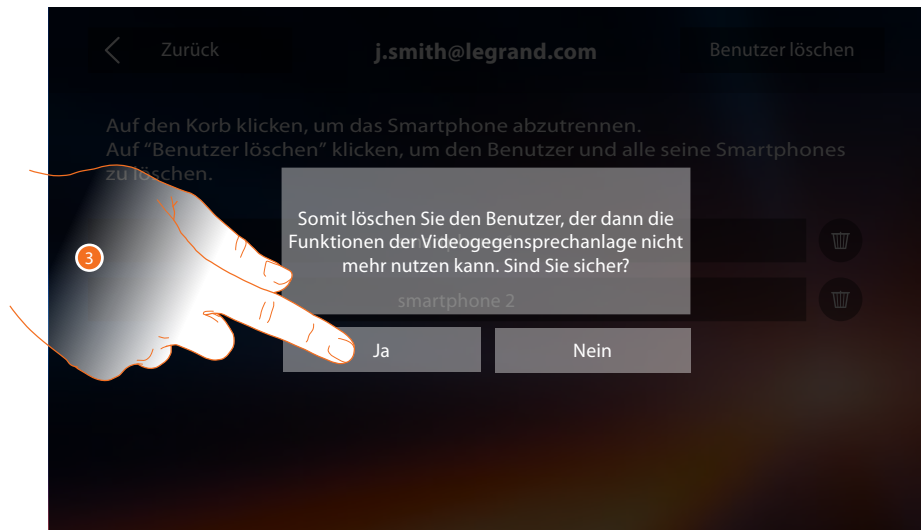 Zurück
j.smith@legrand.com
Benutzer löschen
Auf den Korb klicken, um das Smartphone abzutrennen.
Auf “Benutzer löschen” klicken, um den Benutzer und alle seine Smartphones
zu löschen.
Somit löschen Sie den Benutzer, der dann die
Funktionen der Videogegensprechanlage nicht
mehr nutzen kann. Sind Sie sicher?
smartphone 2
3
Ja
Nein